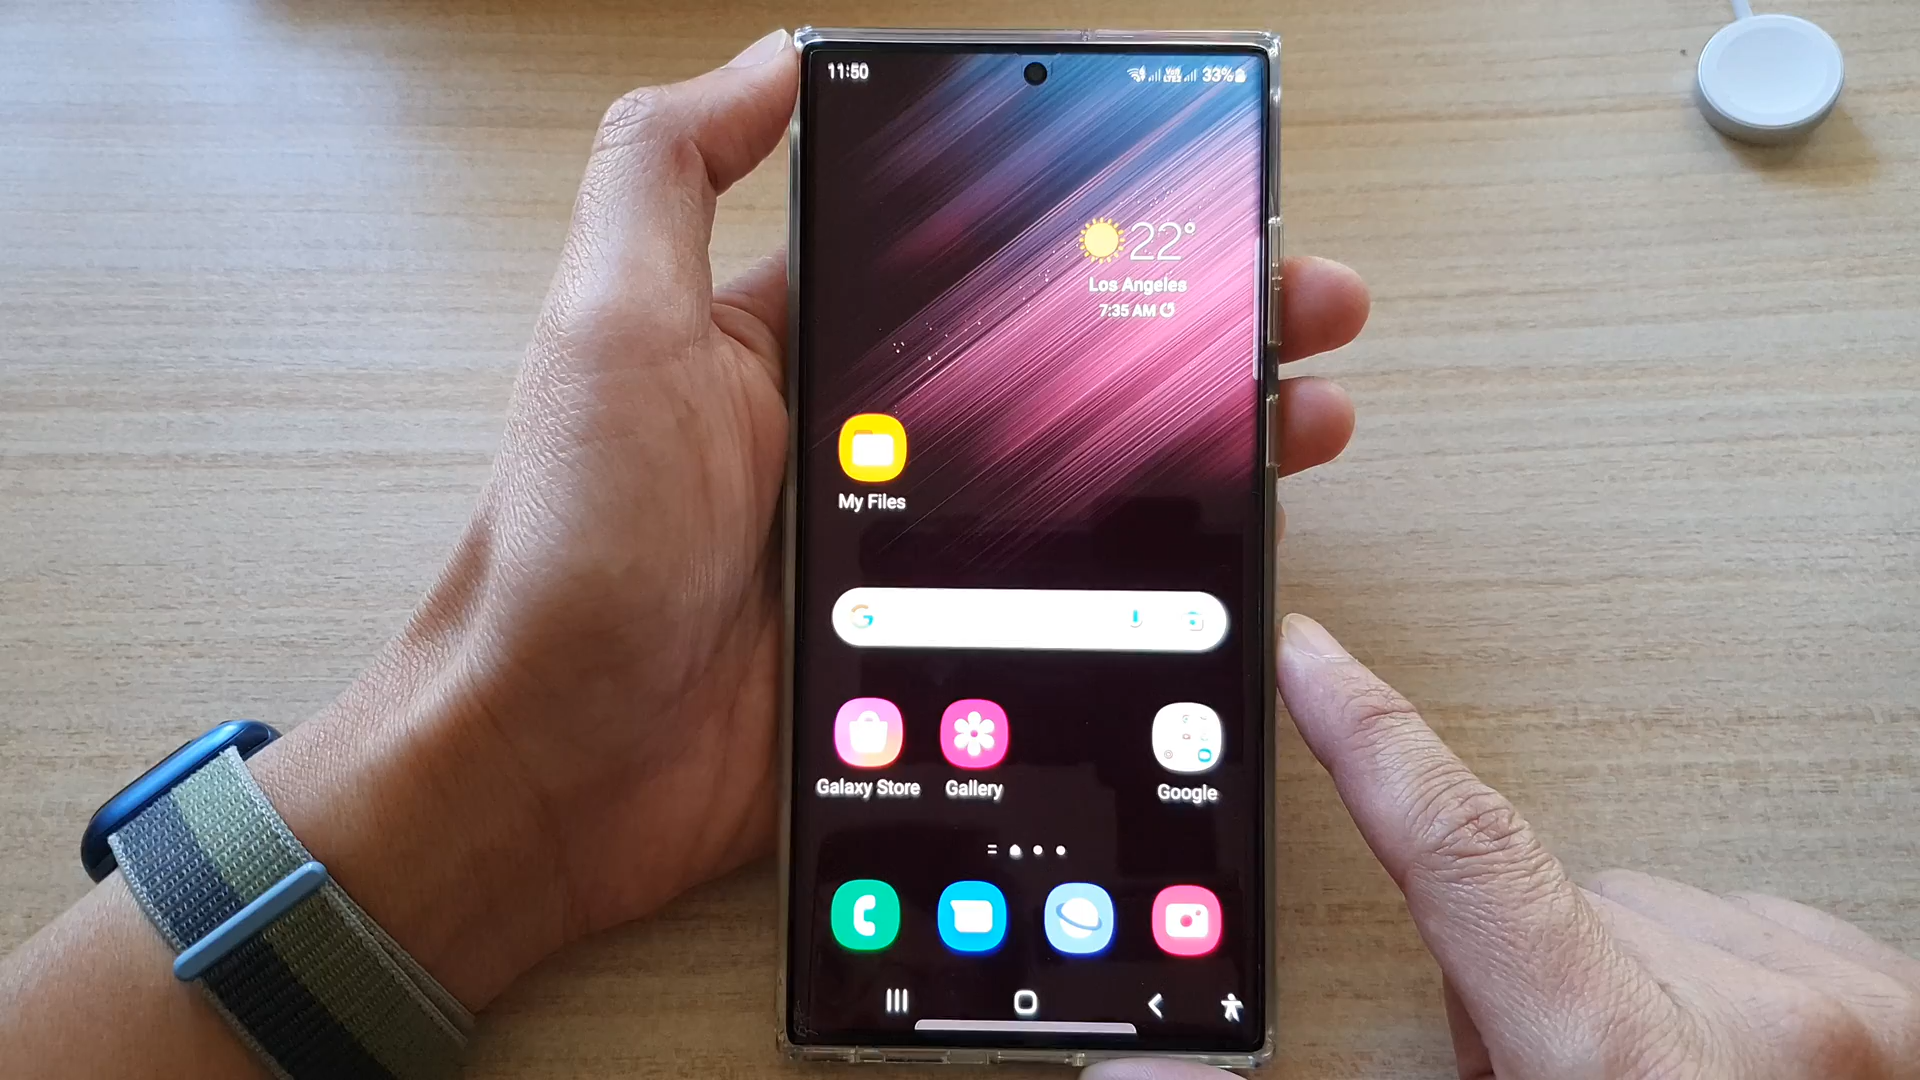 11:50
33%
22°
Los Angeles
7:35 AM
My Files
G
Galaxy Store
Gallery
Google